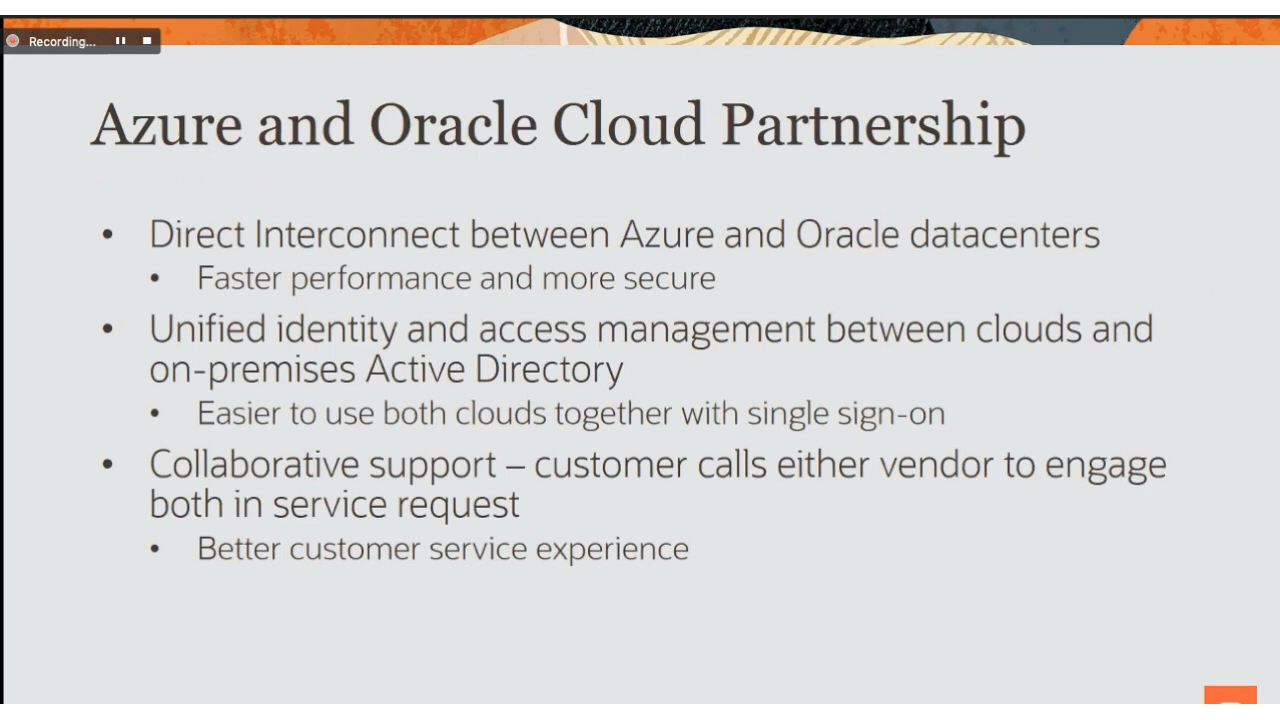 Recording...
Azure and Oracle Cloud Partnership
• Direct Interconnect between Azure and Oracle datacenters
• Faster performance and more secure
• Unified identity and access management between clouds and
on-premises Active Directory
• Easier to use both clouds together with single sign-on
• Collaborative support – customer calls either vendor to engage
both in service request
• Better customer service experience